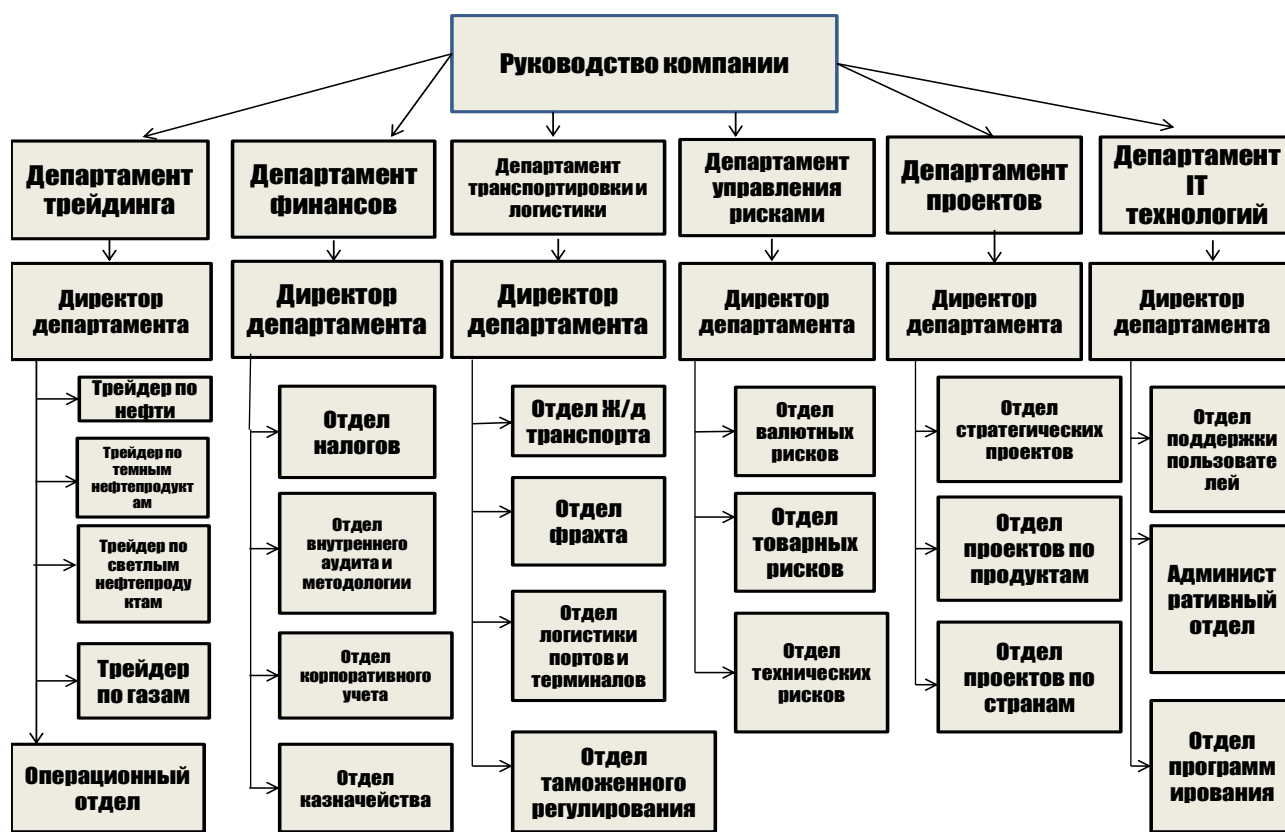 Руководство компании
Департамент
трейдинга
Департамент
финансов
Департамент
транспортировки и
логистики
Департамент
управления
рисками
Департамент
проектов
Департамент
IT
технологий
Директор
департамента
Директор
департамента
Директор
департамента
Директор
департамента
Директор
департамента
Директор
департамента
Трейдер по
нефти
Трейдер по
темным
нефтепродукт
ам
Трейдер по
светлым
нефтепроду
ктам
Трейдер
по газам
Операционный
отдел
Отдел
налогов
Отдел
внутреннего
аудита и
методологии
Отдел
корпоративного
учета
Отдел
казначейства
Отдел Ж/д
транспорта
Отдел
фрахта
Отдел
логистики
портов и
терминалов
Отдел
таможенного
регулирования
Отдел
валютных
рисков
Отдел
товарных
рисков
Отдел
технических
рисков
Отдел
стратегических
проектов
Отдел
проектов по
продуктам
Отдел
проектов по
странам
Отдел
поддержки
пользовате
лей
Админист
ративный
отдел
Отдел
программ
ирования